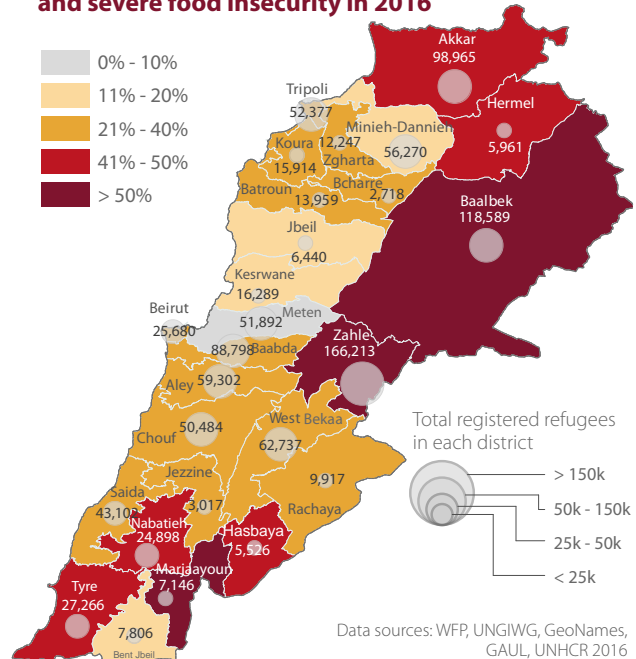 and severe food insecurity in 2016
0% - 10%
11% - 20%
21% - 40%
41% - 50%
> 50%
Akkar
98,965
Hermel
5,961
Tripoli
52,377
Minieh-Dannien
56,270
12,247
Zgharta
Koura
15,914
Bcharre
2,718
Batroun
13,959
Baalbek
118,589
Jbeil
6,440
Kesrwane
16,289
Meten
51,892
Beirut
25,680
Zahle
166,213
88,798
Baabda
Aley
59,302
Chouf
50,484
West Bekaa
62,737
Jezzine
3,017
9,917
Rachaya
Saida
Nabatieh
24,898
Hasbaya
5,526
Marjaayoun
7,146
Tyre
27,266
7,806
Bent Jbeil
Total registered refugees
in each district
> 150k
50k - 150k
25k - 50k
< 25k
Data sources: WFP, UNGIWG, GeoNames,
GAUL, UNHCR 2016